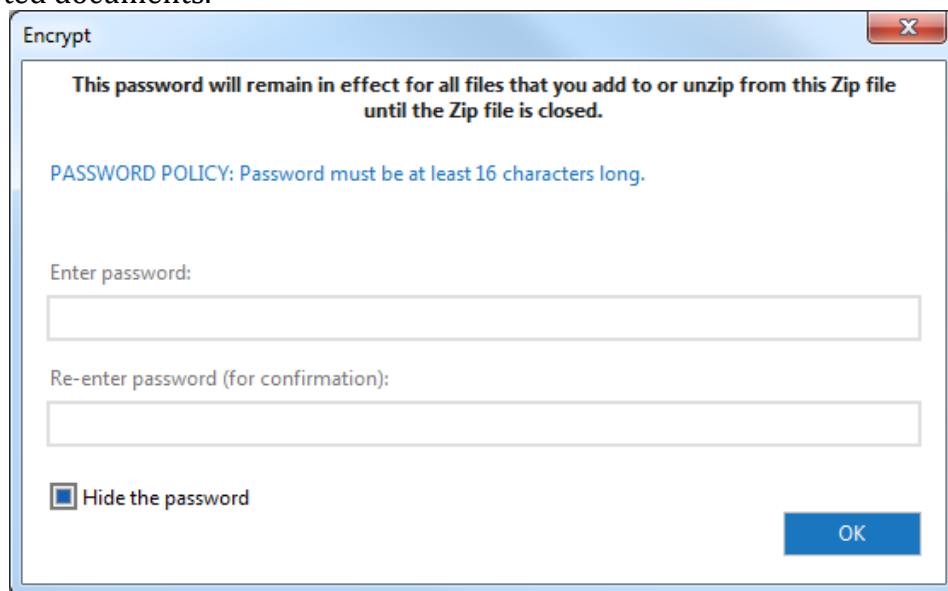 ted documents.
Encrypt
This password will remain in effect for all files that you add to or unzip from this Zip file
until the Zip file is closed.
PASSWORD POLICY: Password must be at least 16 characters long.
Enter password:
Re-enter password (for confirmation):
Hide the password
OK